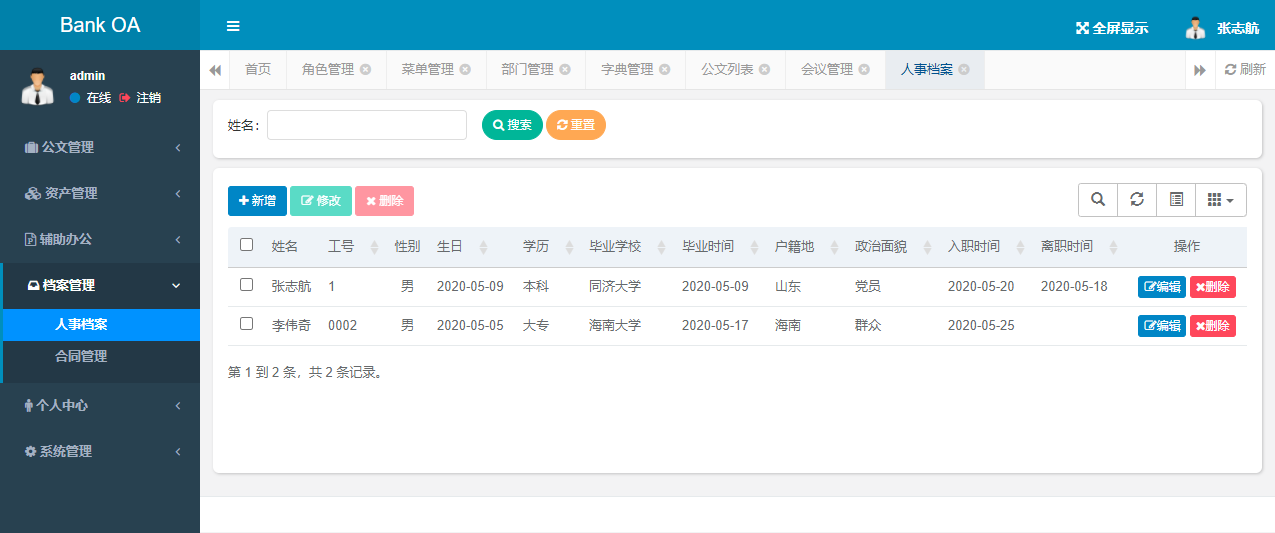 Bank OA
全屏显示 张志航
admin
在线 注销
首页 角色管理 菜单管理 部门管理 字典管理 公文列表 会议管理 人事档案 刷新
公文管理
资产管理
辅助办公
档案管理
人事档案
合同管理
个人中心
系统管理
姓名： 搜索 重置
新增 修改 删除
姓名 工号 性别 生日 学历 毕业学校 毕业时间 户籍地 政治面貌 入职时间 离职时间 操作
张志航 1 男 2020-05-09 本科 同济大学 2020-05-09 山东 党员 2020-05-20 2020-05-18 编辑 删除
李伟奇 0002 男 2020-05-05 大专 海南大学 2020-05-17 海南 群众 2020-05-25 编辑 删除
第 1 到 2 条，共 2 条记录。